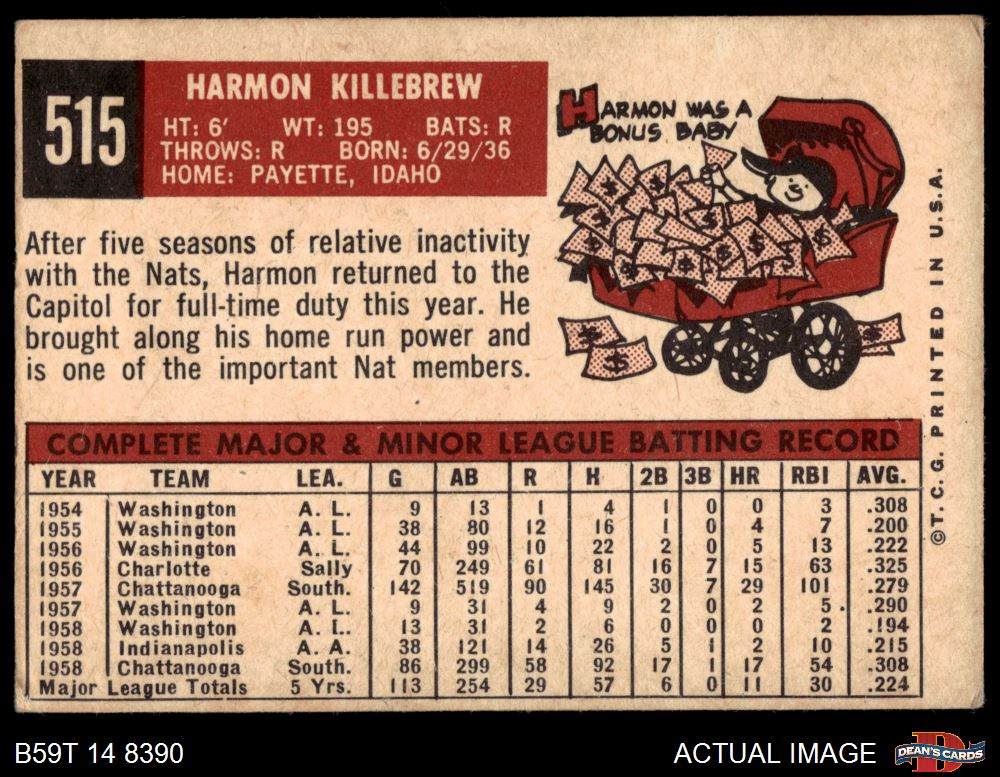 515
HARMON KILLEBREW
HT: 6' WT: 195 BATS: R
THROWS: R BORN: 6/29/36
HOME: PAYETTE, IDAHO
HARMON WAS A
BONUS BABY
After five seasons of relative inactivity
with the Nats, Harmon returned to the
Capitol for full-time duty this year. He
brought along his home run power and
is one of the important Nat members.
COMPLETE MAJOR & MINOR LEAGUE BATTING RECORD
YEAR TEAM LEA. G AB R H 2B 3B HR RBI AVG.
1954 Washington A. L. 9 13 1 4 1 0 0 3 .308
1955 Washington A. L. 38 80 12 16 1 0 4 7 .200
1956 Washington A. L. 44 99 10 22 2 0 5 13 .222
1956 Charlotte Sally 70 249 61 81 16 7 15 63 .325
1957 Chattanooga South. 142 519 90 145 30 7 29 101 .279
1957 Washington A. L. 9 31 4 9 2 0 2 5 .290
1958 Washington A. L. 13 31 2 6 0 0 0 2 .194
1958 Indianapolis A. A. 38 121 14 26 5 1 2 10 .215
1958 Chattanooga South. 86 299 58 92 17 1 17 54 .308
Major League Totals 5 Yrs. 113 254 29 57 6 0 11 30 .224
© T. C. G. PRINTED IN U.S.A.
B59T 14 8390
ACTUAL IMAGE
DEAN'S CARDS